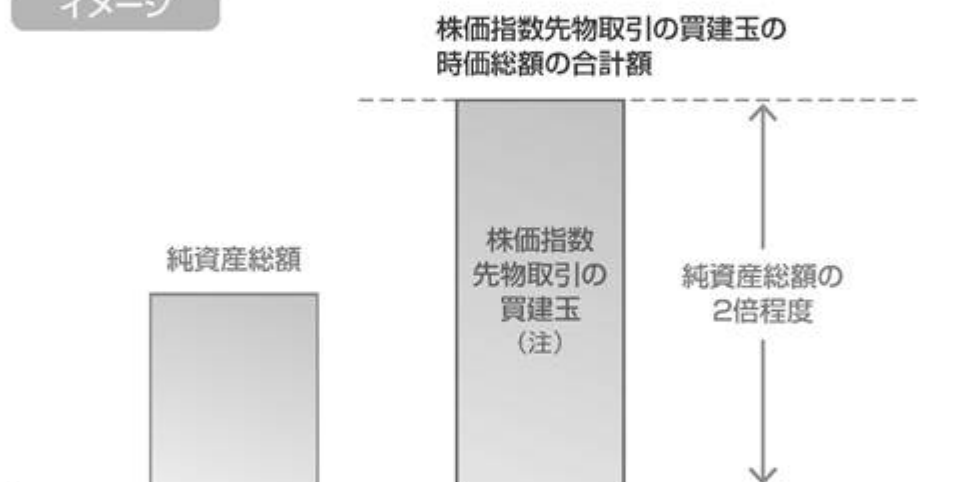 イメージ
株価指数先物取引の買建玉の
時価総額の合計額
純資産総額
株価指数
先物取引の
買建玉
（注）
純資産総額の
2倍程度